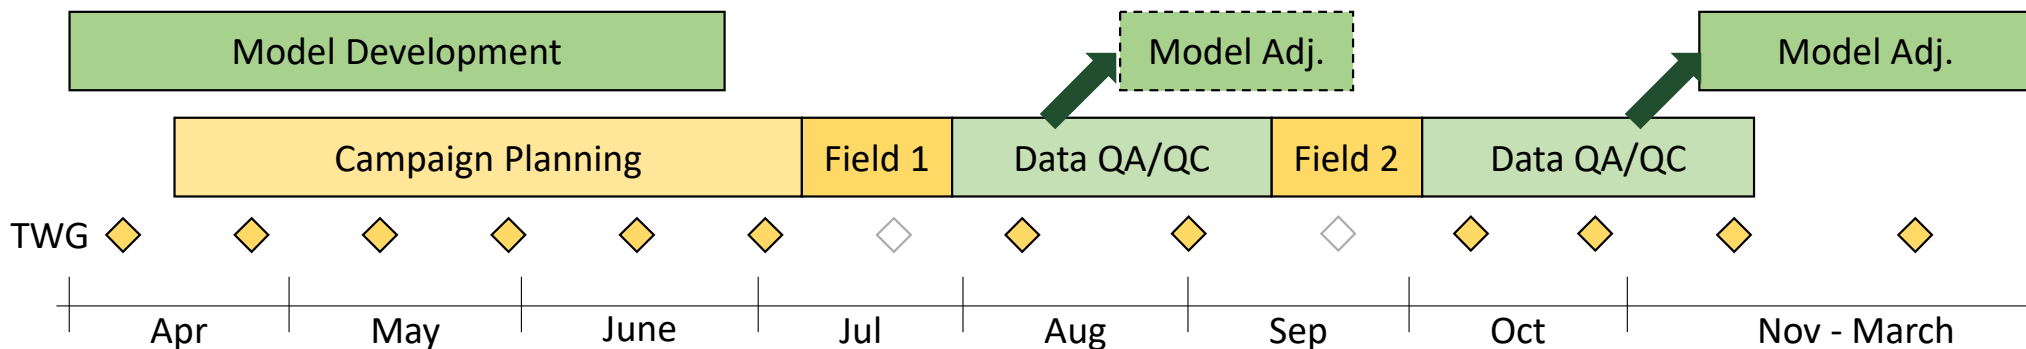 Model Development
Model Adj.
Model Adj.
Campaign Planning
Field 1
Data QA/QC
Field 2
Data QA/QC
TWG
Apr
May
June
Jul
Aug
Sep
Oct
Nov - March